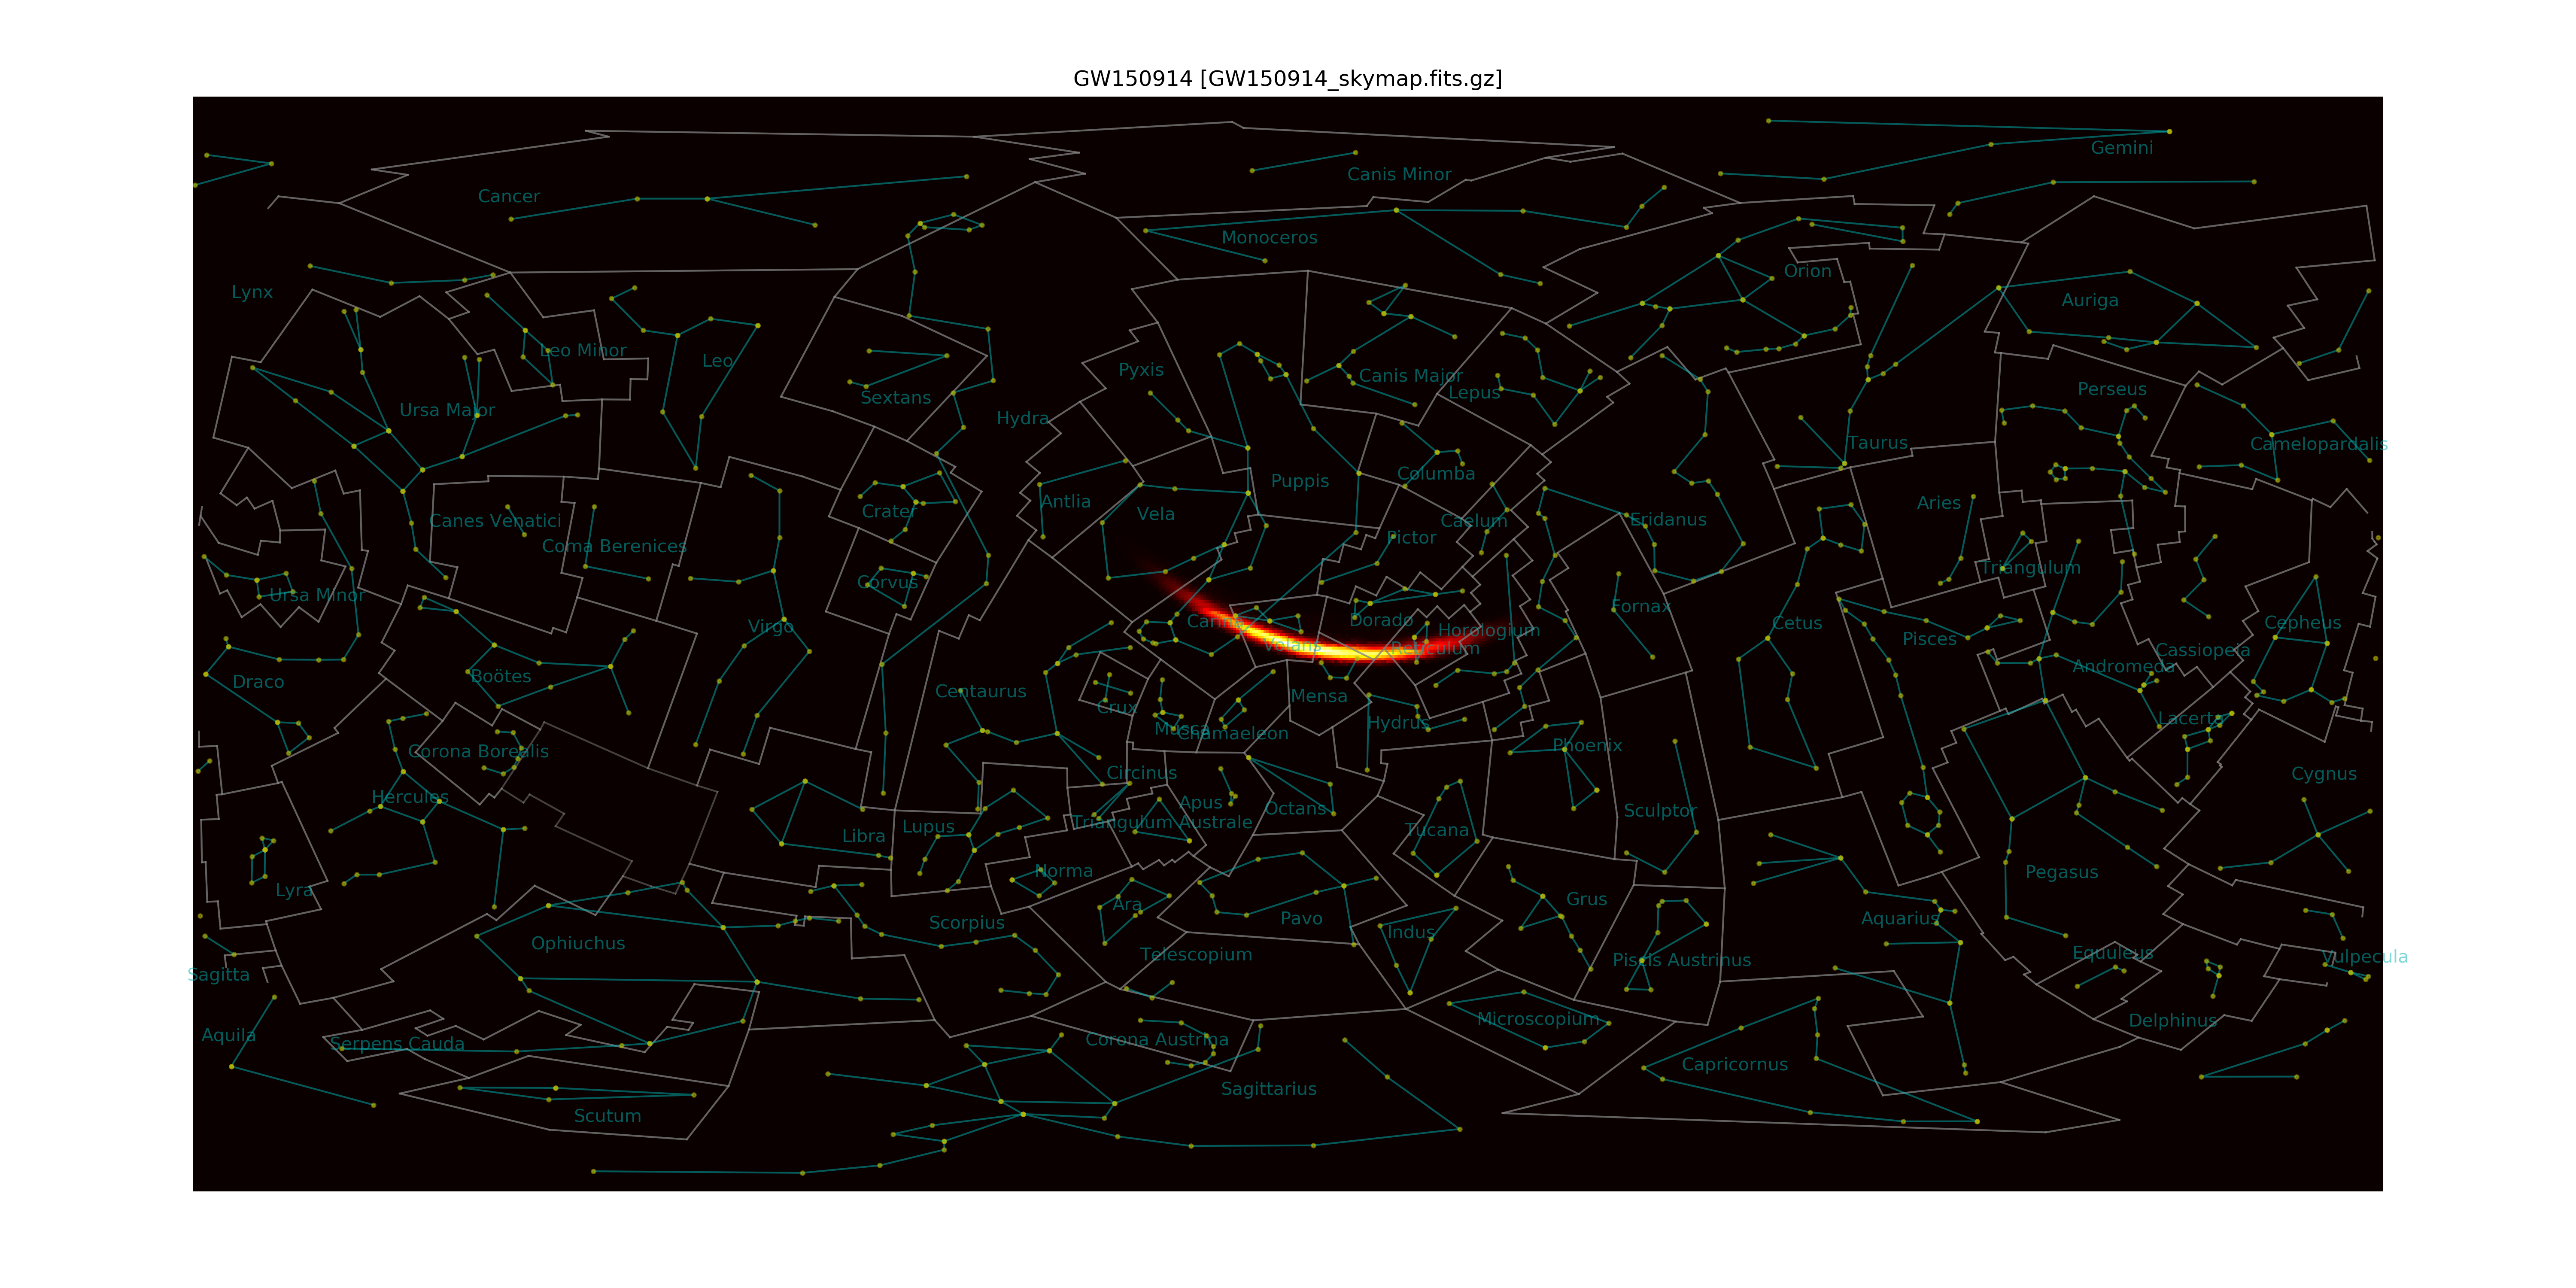 GW150914 [GW150914_skymap.fits.gz]
Gemini
Canis Minor
Cancer
Monoceros
Orion
Lynx
Auriga
Leo Minor
Leo
Pyxis
Canis Major
Perseus
Lepus
Sextans
Ursa Major
Hydra
Taurus
Camelopardalis
Columba
Puppis
Antlia
Aries
Crater
Vela
Canes Venatici
Caelum
Eridanus
Pictor
Coma Berenices
Triangulum
Corvus
Ursa Minor
Fornax
Carina
Dorado
Cetus
Cepheus
Virgo
Horologium
Pisces
Volans
Reticulum
Cassiopeia
Andromeda
Boötes
Draco
Centaurus
Mensa
Crux
Hydrus
Lacerta
Musca
Chamaeleon
Phoenix
Corona Borealis
Circinus
Cygnus
Hercules
Apus
Octans
Sculptor
Triangulum Australe
Lupus
Tucana
Libra
Norma
Pegasus
Lyra
Grus
Ara
Pavo
Aquarius
Scorpius
Indus
Ophiuchus
Telescopium
Equuleus
Vulpecula
Piscis Austrinus
Sagitta
Microscopium
Delphinus
Aquila
Corona Austrina
Serpens Cauda
Capricornus
Sagittarius
Scutum